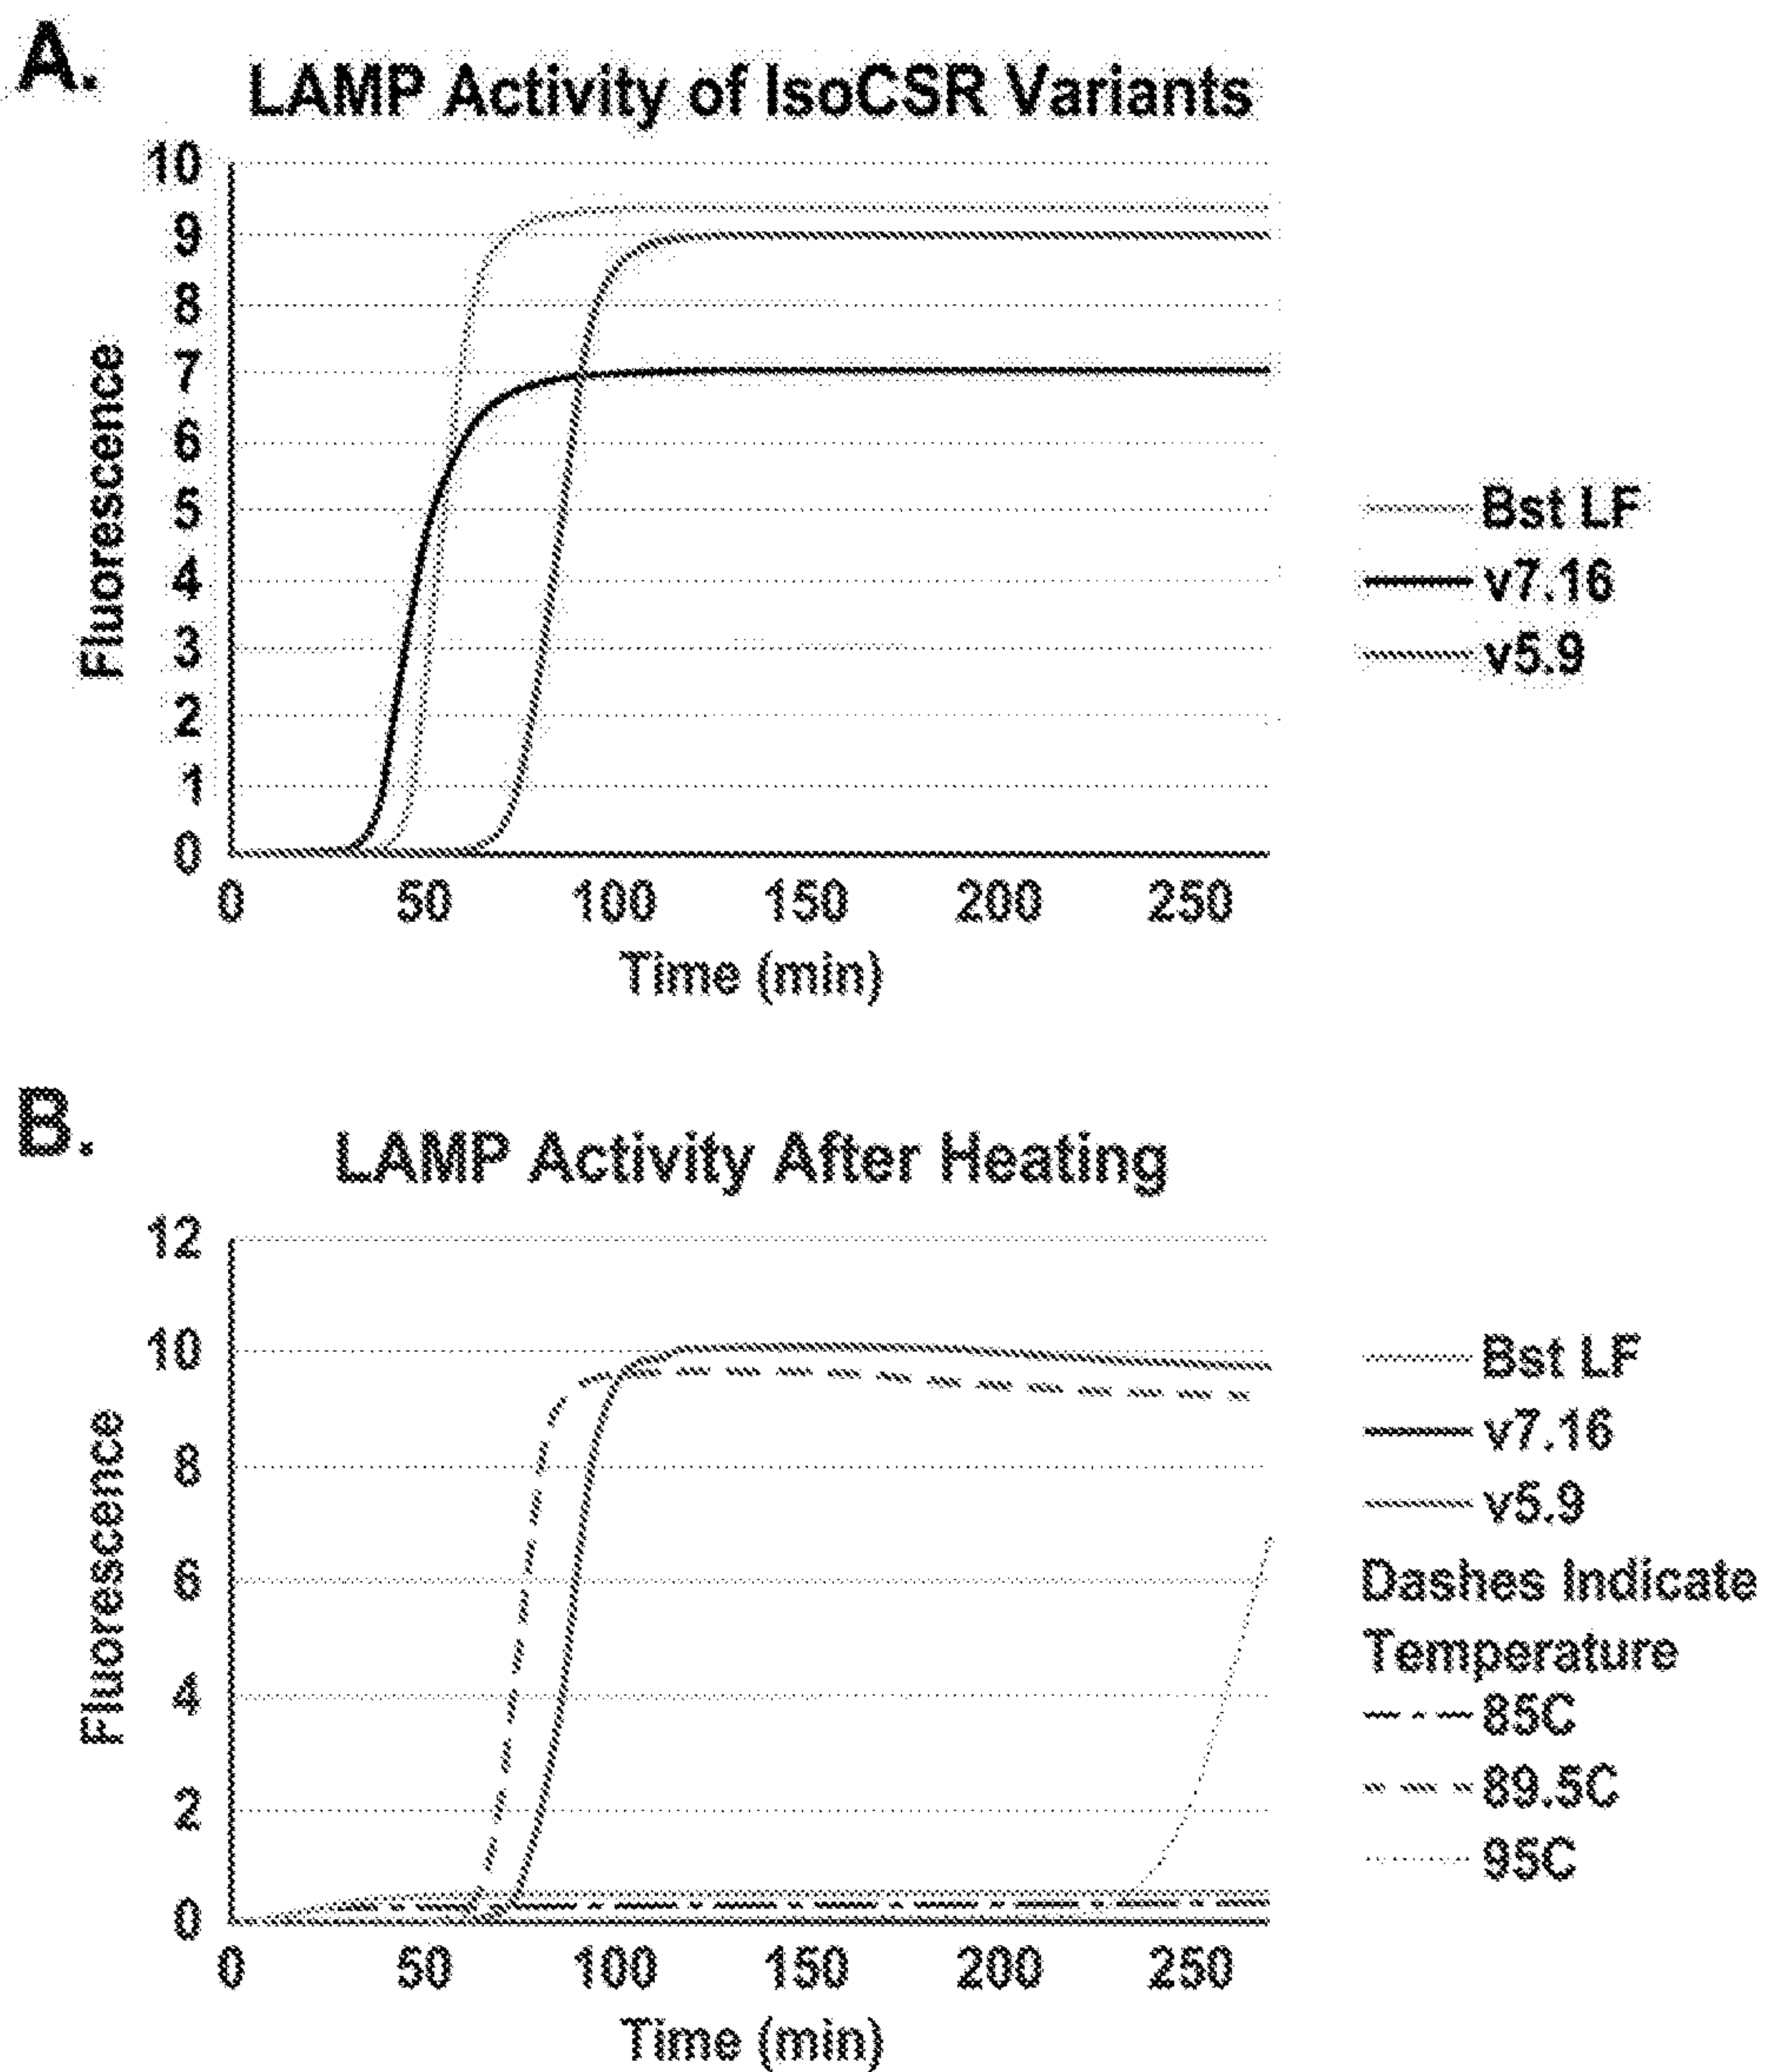 A.
LAMP Activity of IsoCSR Variants
10
9
8
7
6
5
4
3
2
1
0
Fluorescence
0 50 100 150 200 250
Time (min)
Bst LF
v7.16
v5.9
B.
LAMP Activity After Heating
12
10
8
6
4
2
0
Fluorescence
0 50 100 150 200 250
Time (min)
Bst LF
v7.16
v5.9
Dashes Indicate
Temperature
85C
89.5C
95C